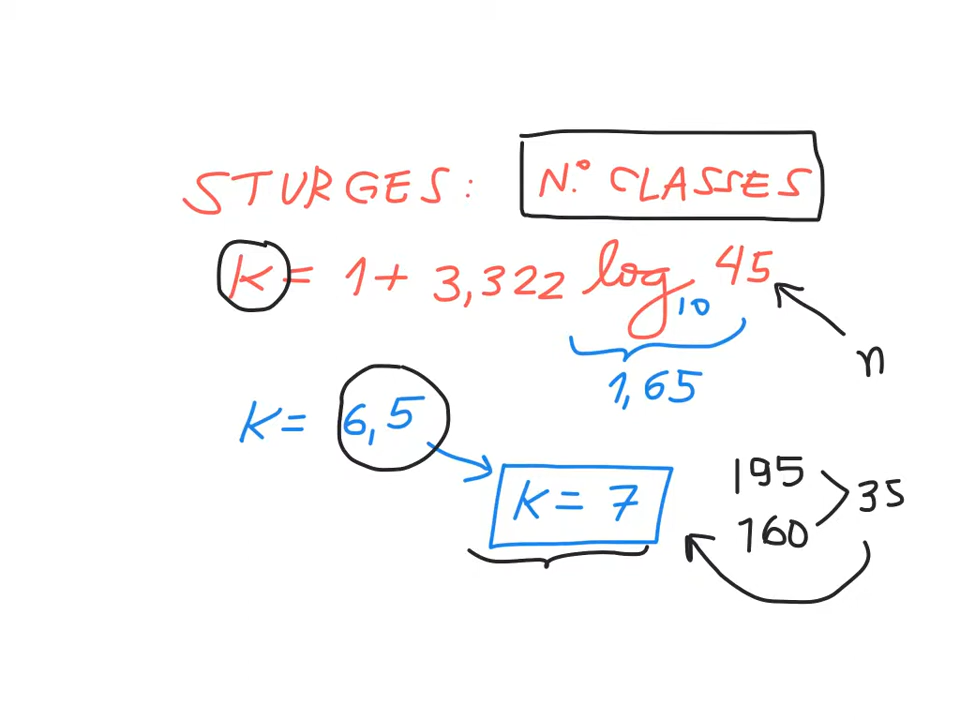 STURGES: N.º CLASSES
K = 1 + 3,322 log₁₀ 45
n
1,65
K = 6,5
K = 7
195
35
160